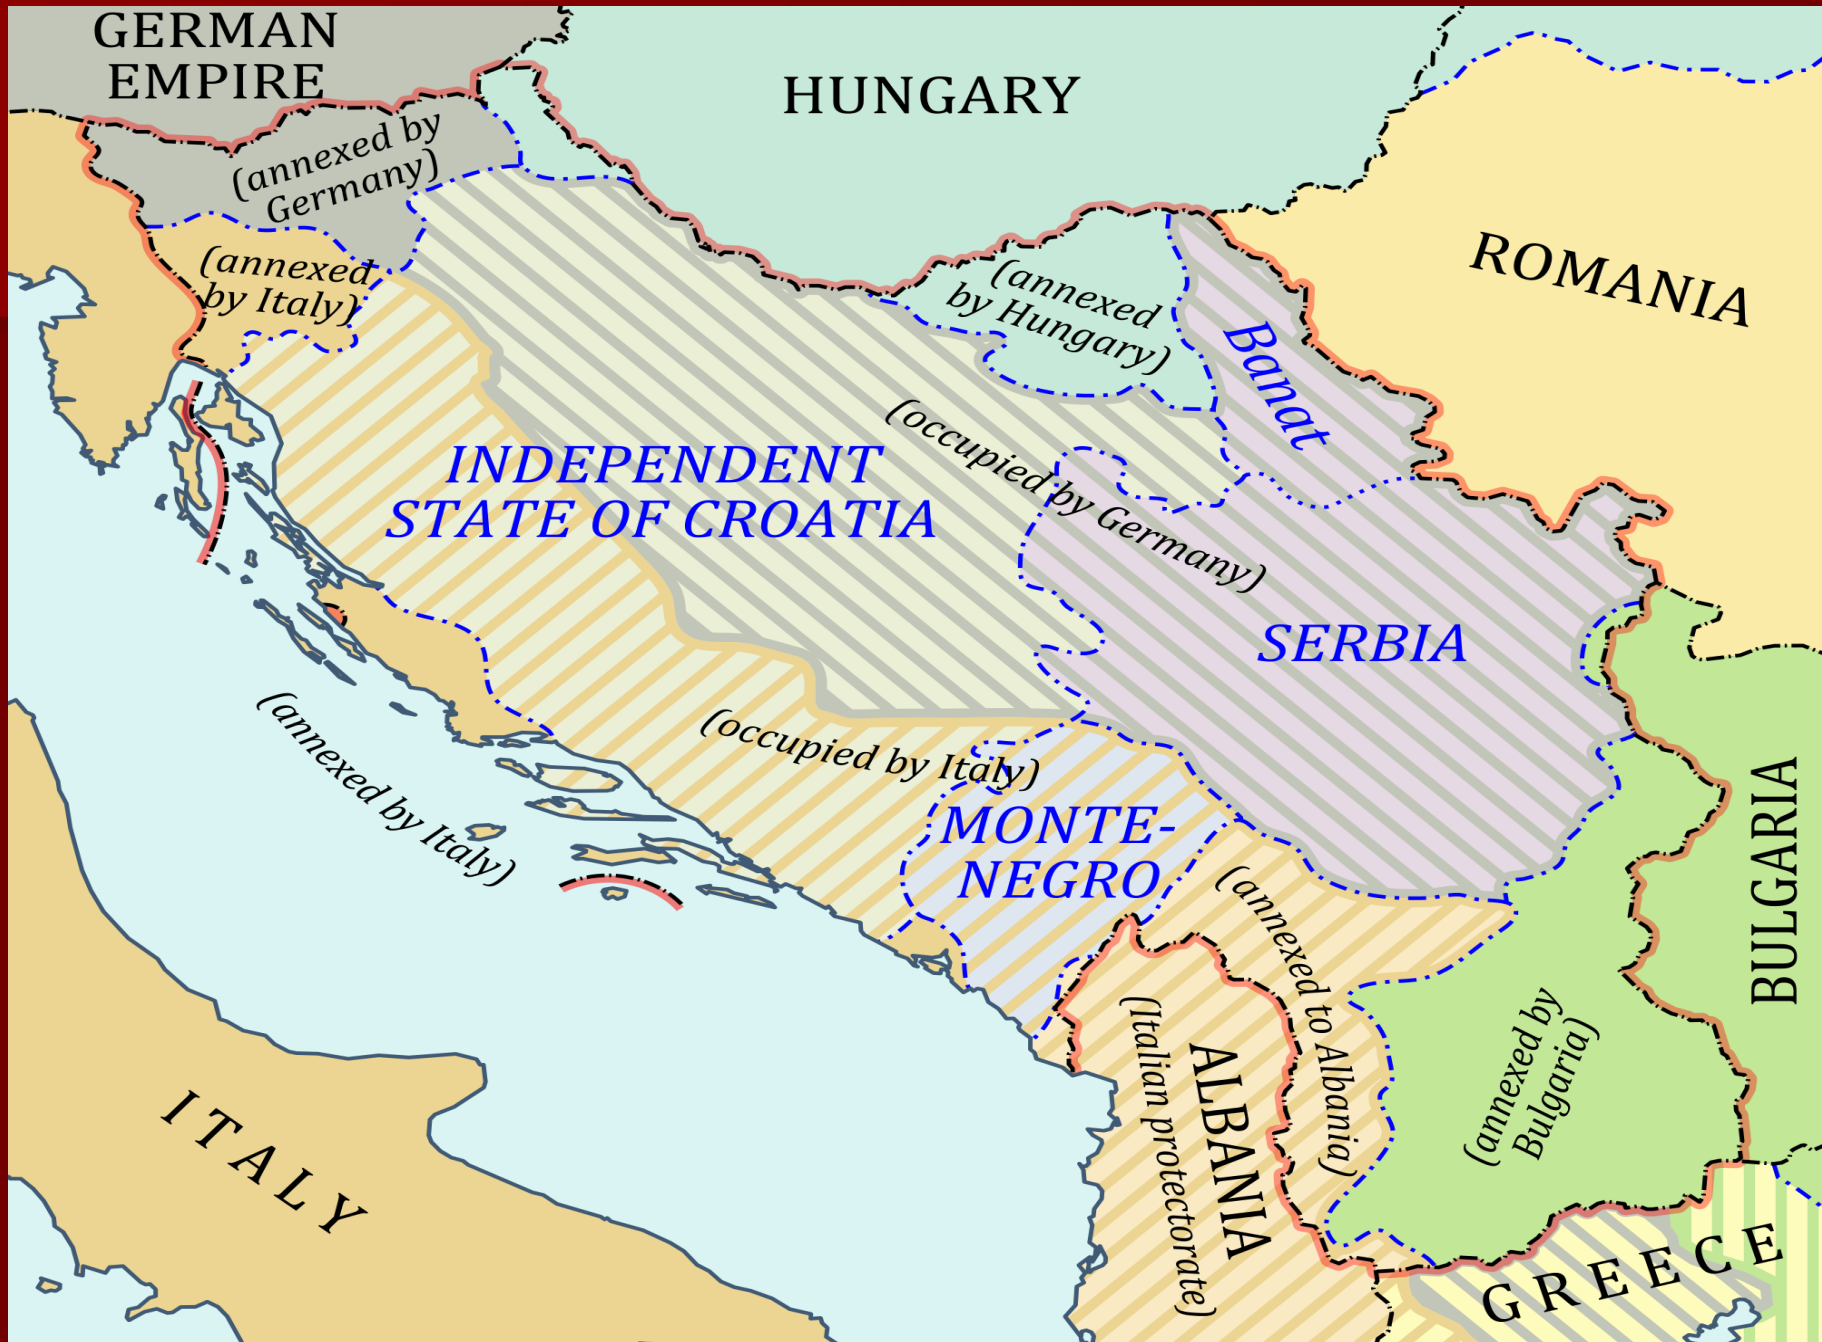 GERMAN
EMPIRE
HUNGARY
(annexed by
Germany)
(annexed
by Italy)
ROMANIA
(annexed
by Hungary)
Banat
(occupied by Germany)
INDEPENDENT
STATE OF CROATIA
SERBIA
(annexed by Italy)
(occupied by Italy)
MONTE-
NEGRO
BULGARIA
(annexed to Albania)
(annexed by
Bulgaria)
ALBANIA
(Italian protectorate)
ITALY
GREECE